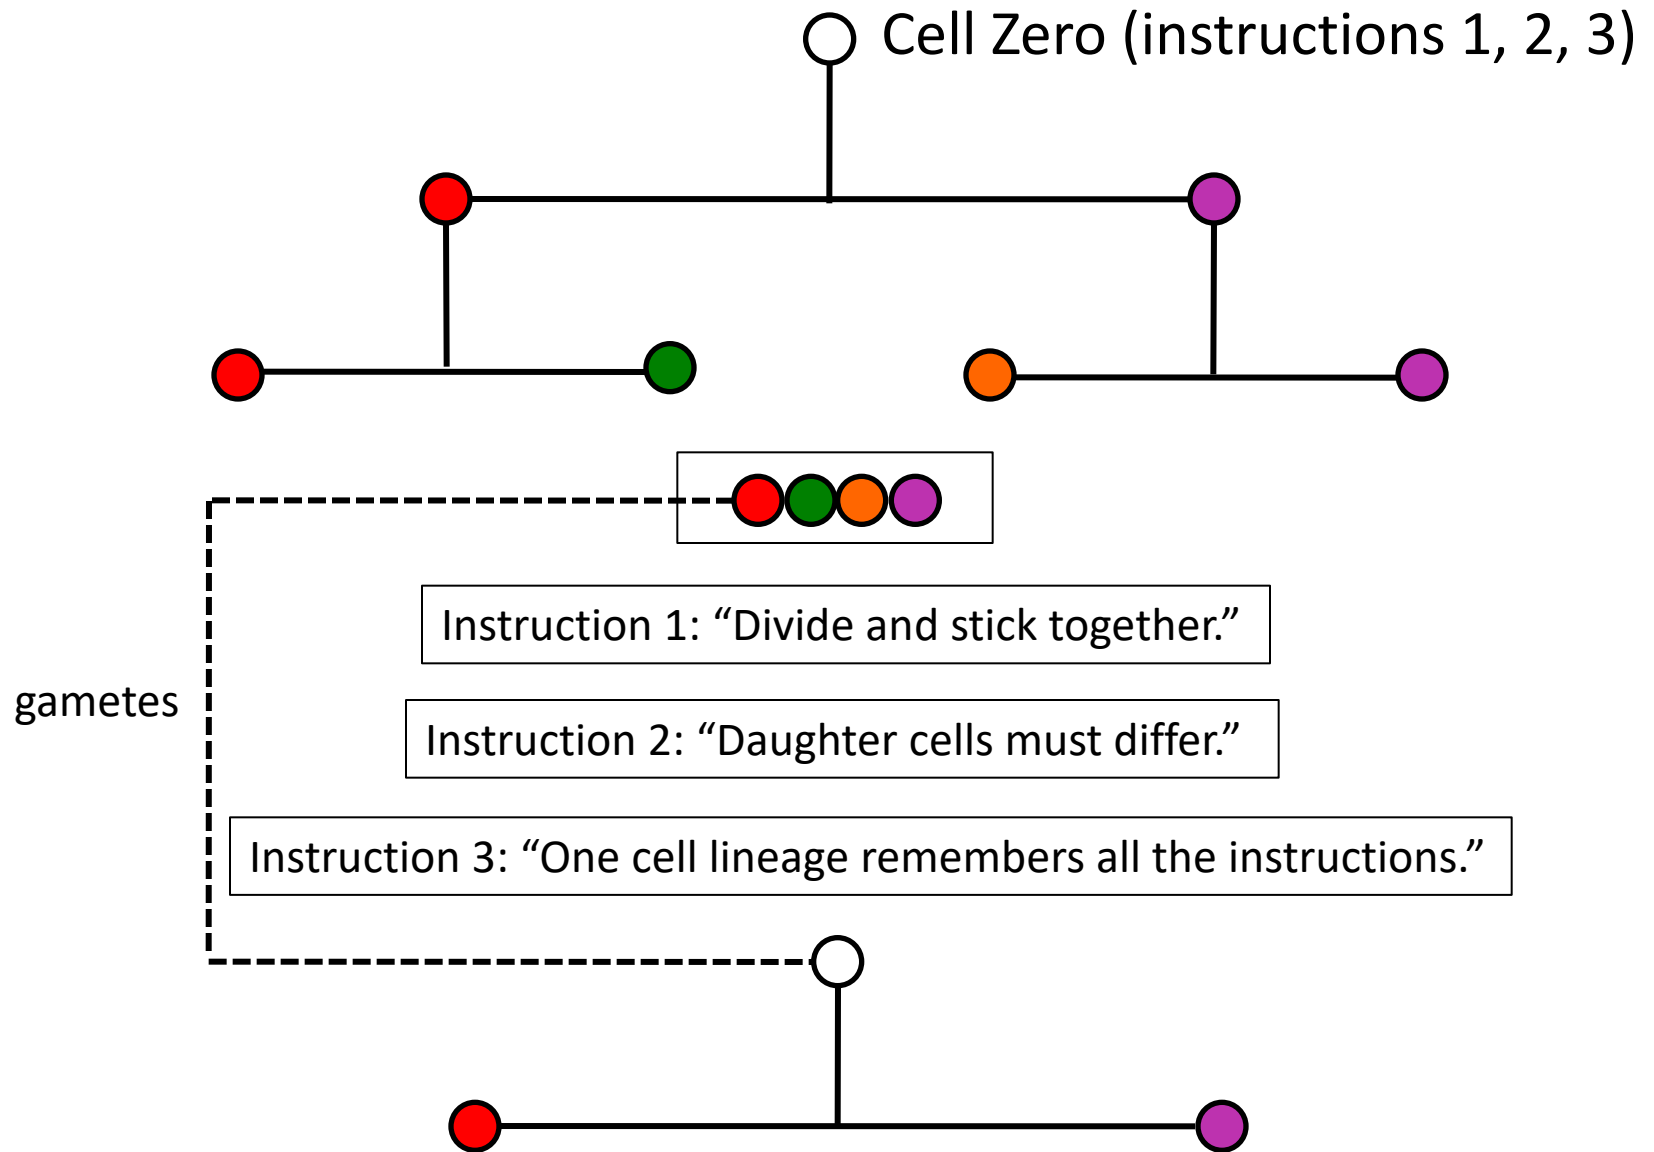 Cell Zero (instructions 1, 2, 3)
Instruction 1: “Divide and stick together.”
gametes
Instruction 2: “Daughter cells must differ.”
Instruction 3: “One cell lineage remembers all the instructions.”